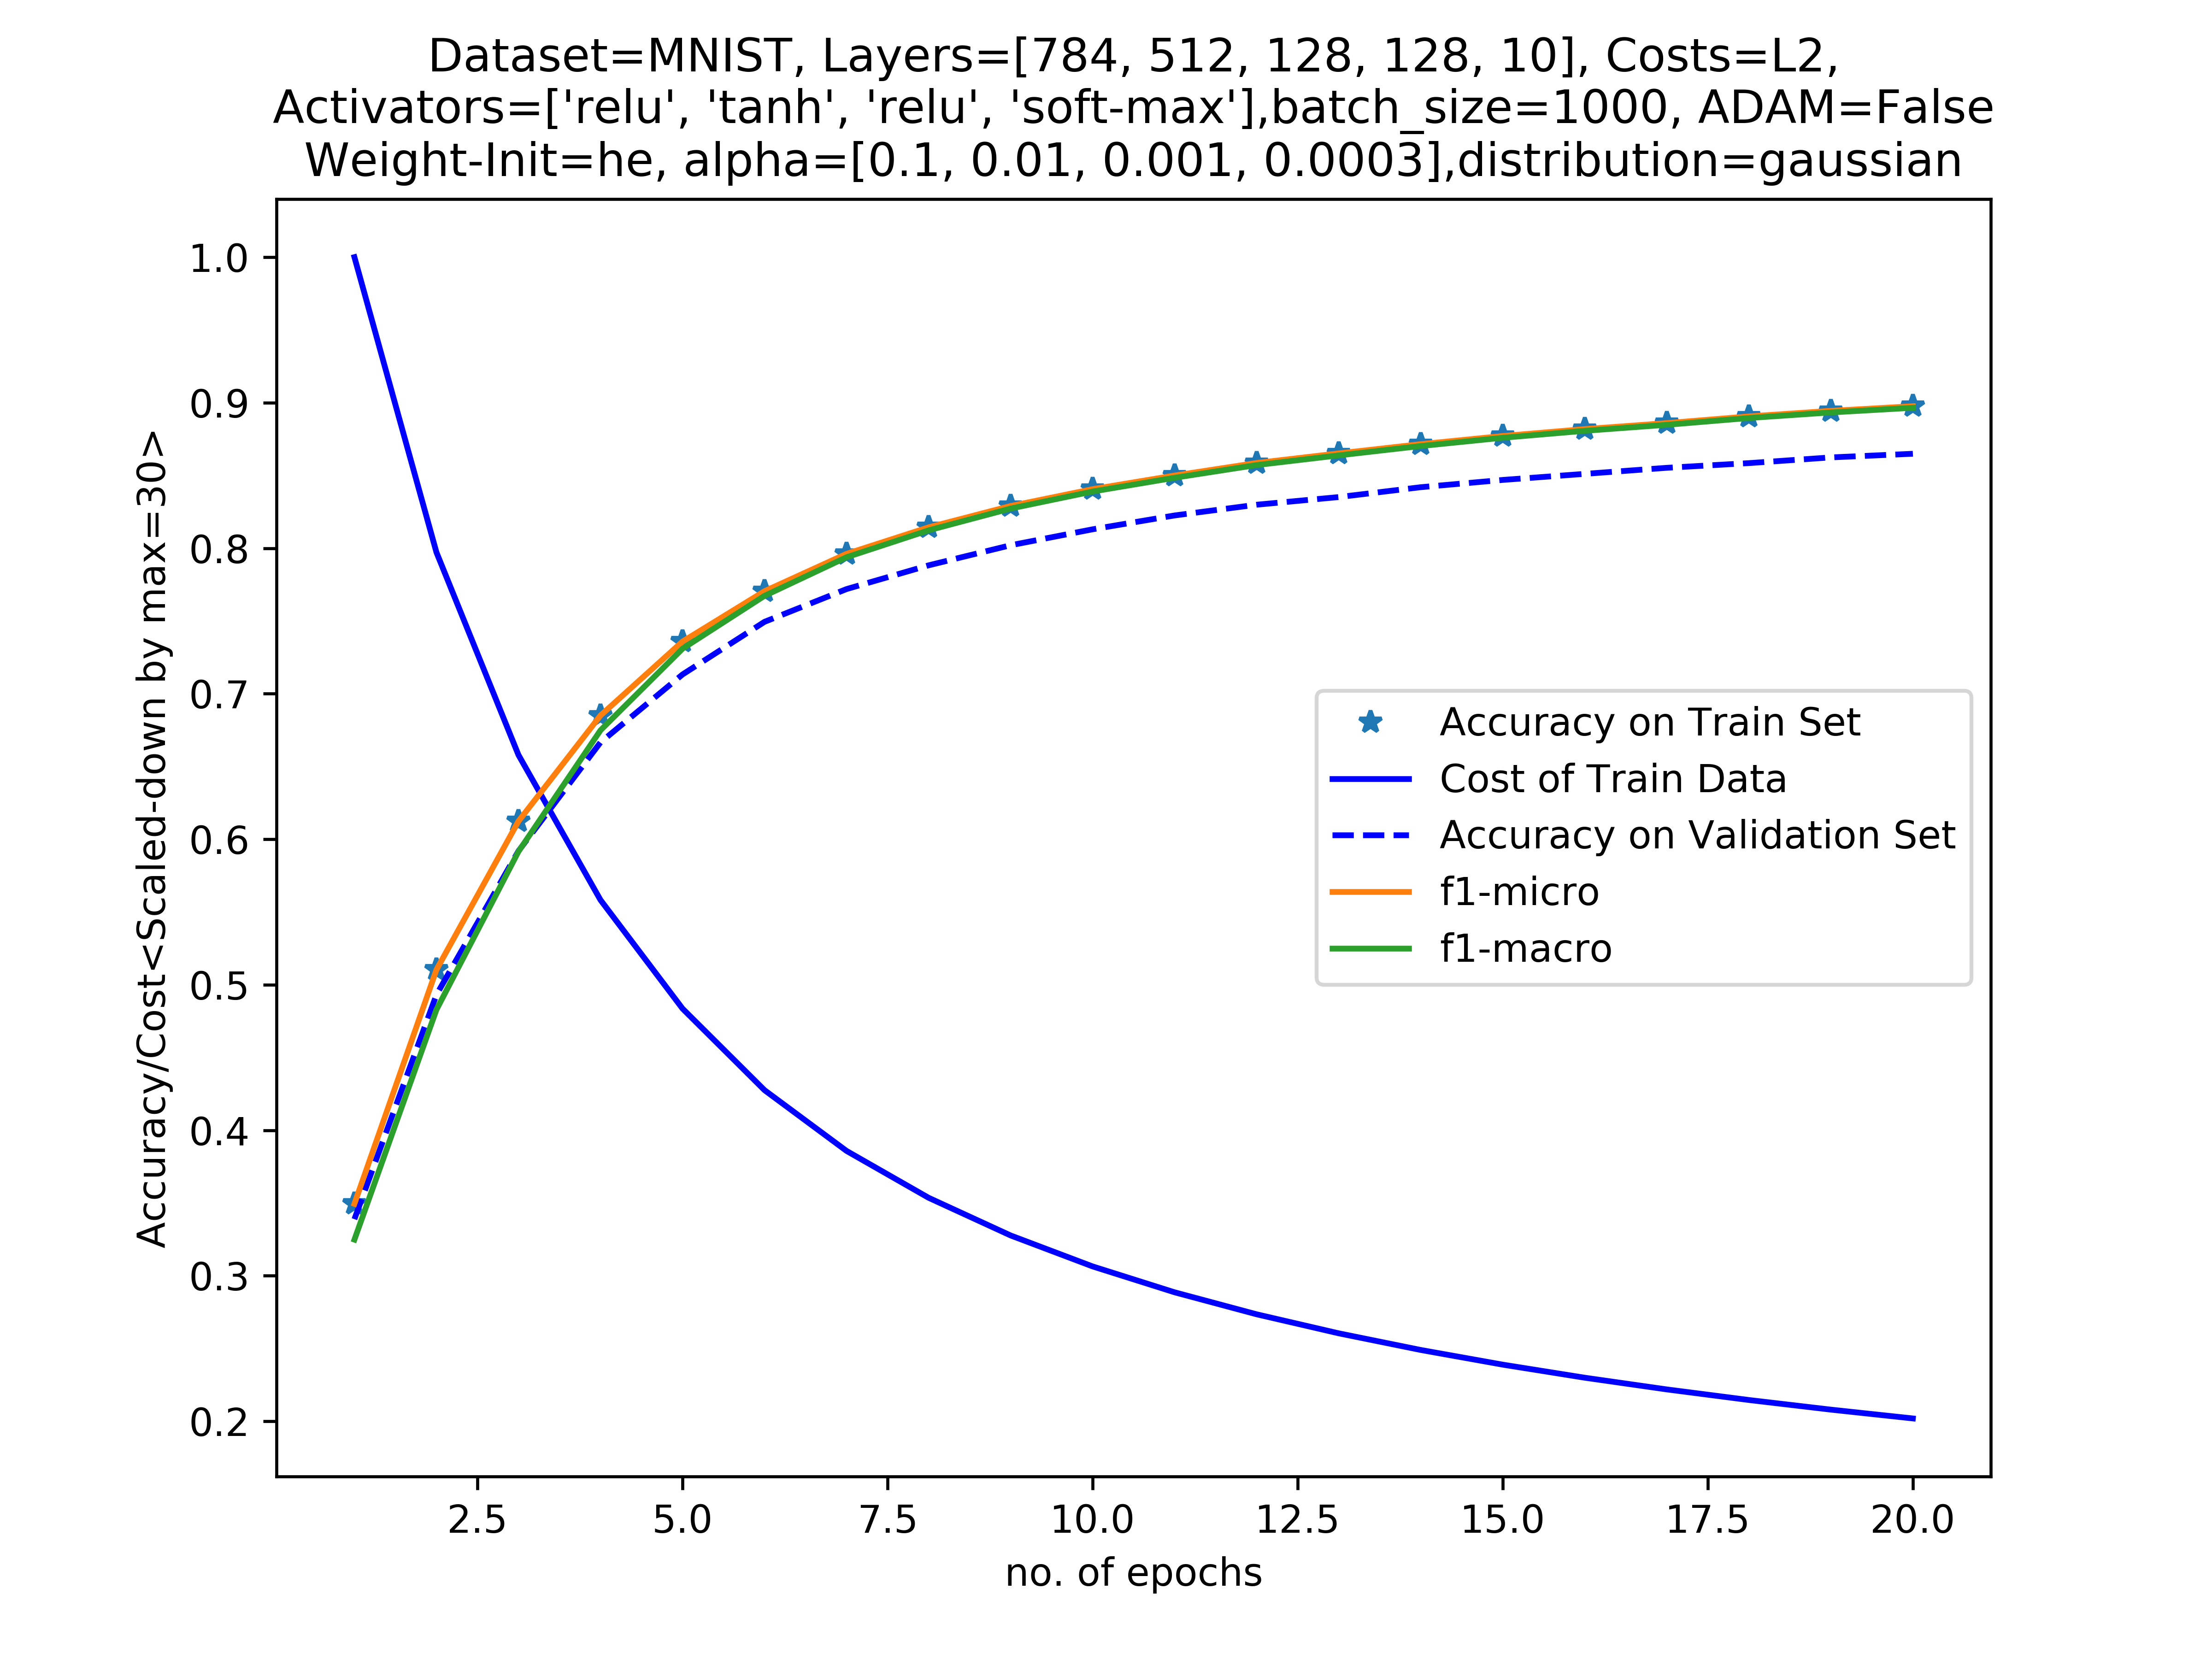 Dataset=MNIST, Layers=[784, 512, 128, 128, 10], Costs=L2,
Activators=['relu', 'tanh', 'relu', 'soft-max'],batch_size=1000, ADAM=False
Weight-Init=he, alpha=[0.1, 0.01, 0.001, 0.0003],distribution=gaussian
Accuracy/Cost<Scaled-down by max=30>
1.0
0.9
0.8
0.7
0.6
0.5
0.4
0.3
0.2
Accuracy on Train Set
Cost of Train Data
Accuracy on Validation Set
f1-micro
f1-macro
2.5 5.0 7.5 10.0 12.5 15.0 17.5 20.0
no. of epochs